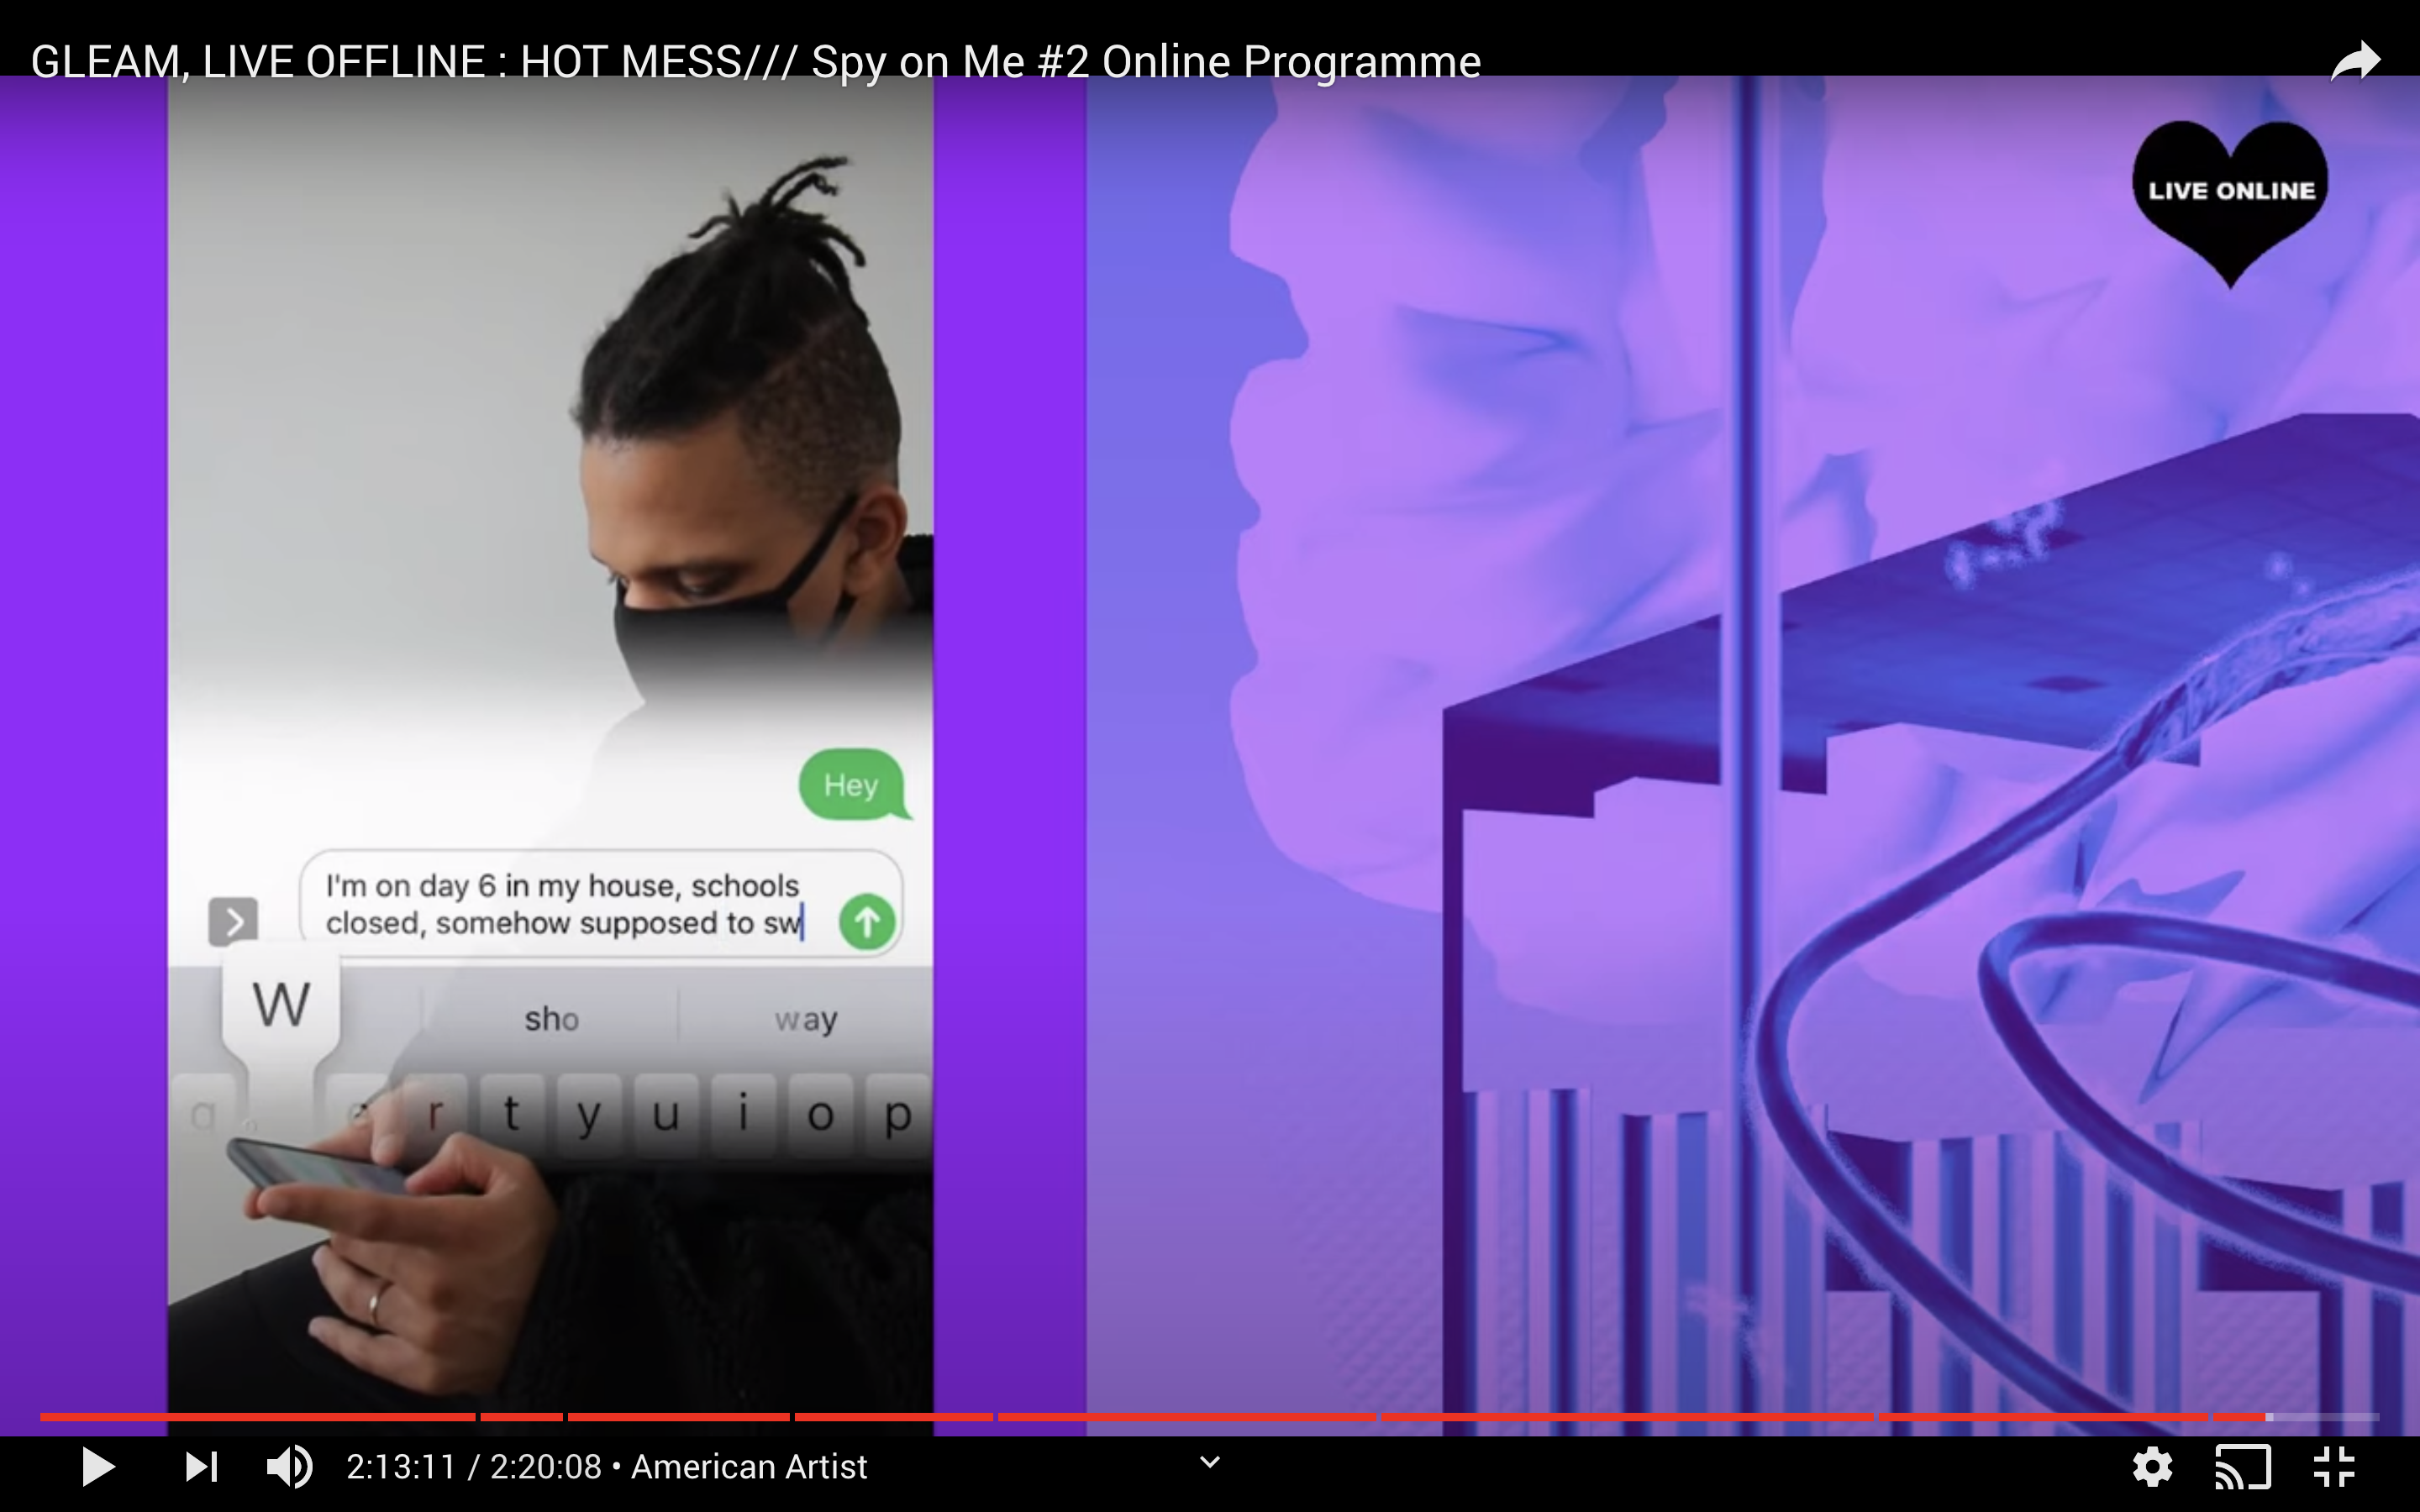 GLEAM, LIVE OFFLINE : HOT MESS/// Spy on Me #2 Online Programme
LIVE ONLINE
Hey
I'm on day 6 in my house, schools
closed, somehow supposed to sw
W
sho way
q e r t y u i o p
2:13:11 / 2:20:08 • American Artist